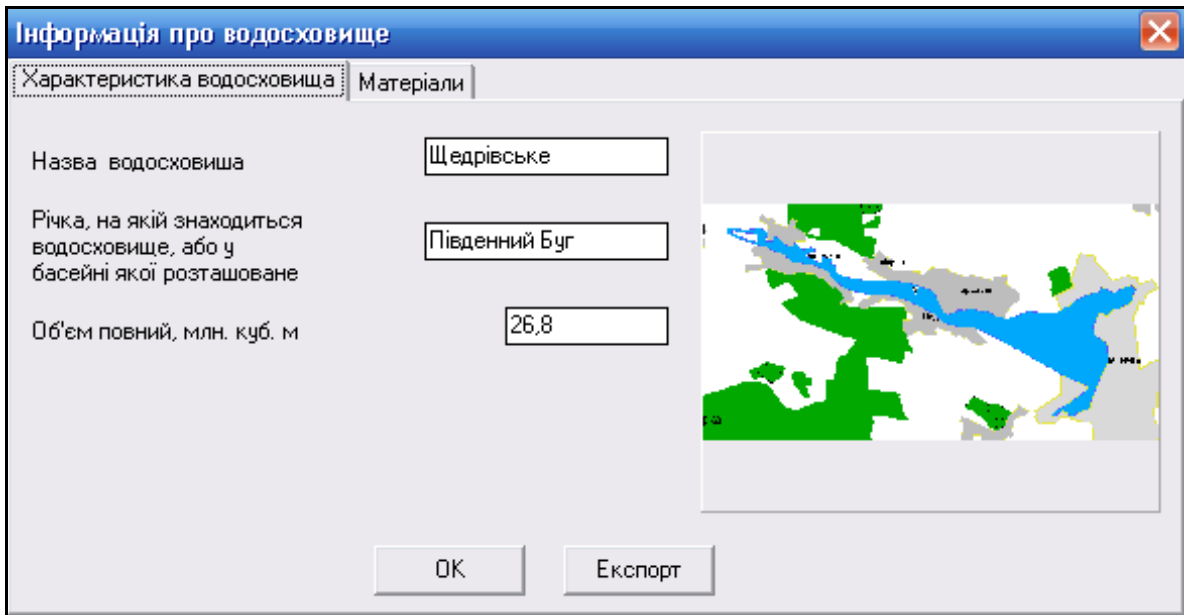 Інформація про водосховище
Характеристика водосховища
Матеріали
Назва водосховиша
Щедрівське
Річка, на якій знаходиться
водосховище, або у
басейні якої розташоване
Південний Буг
Об'єм повний, млн. куб. м
26,8
OK
Експорт